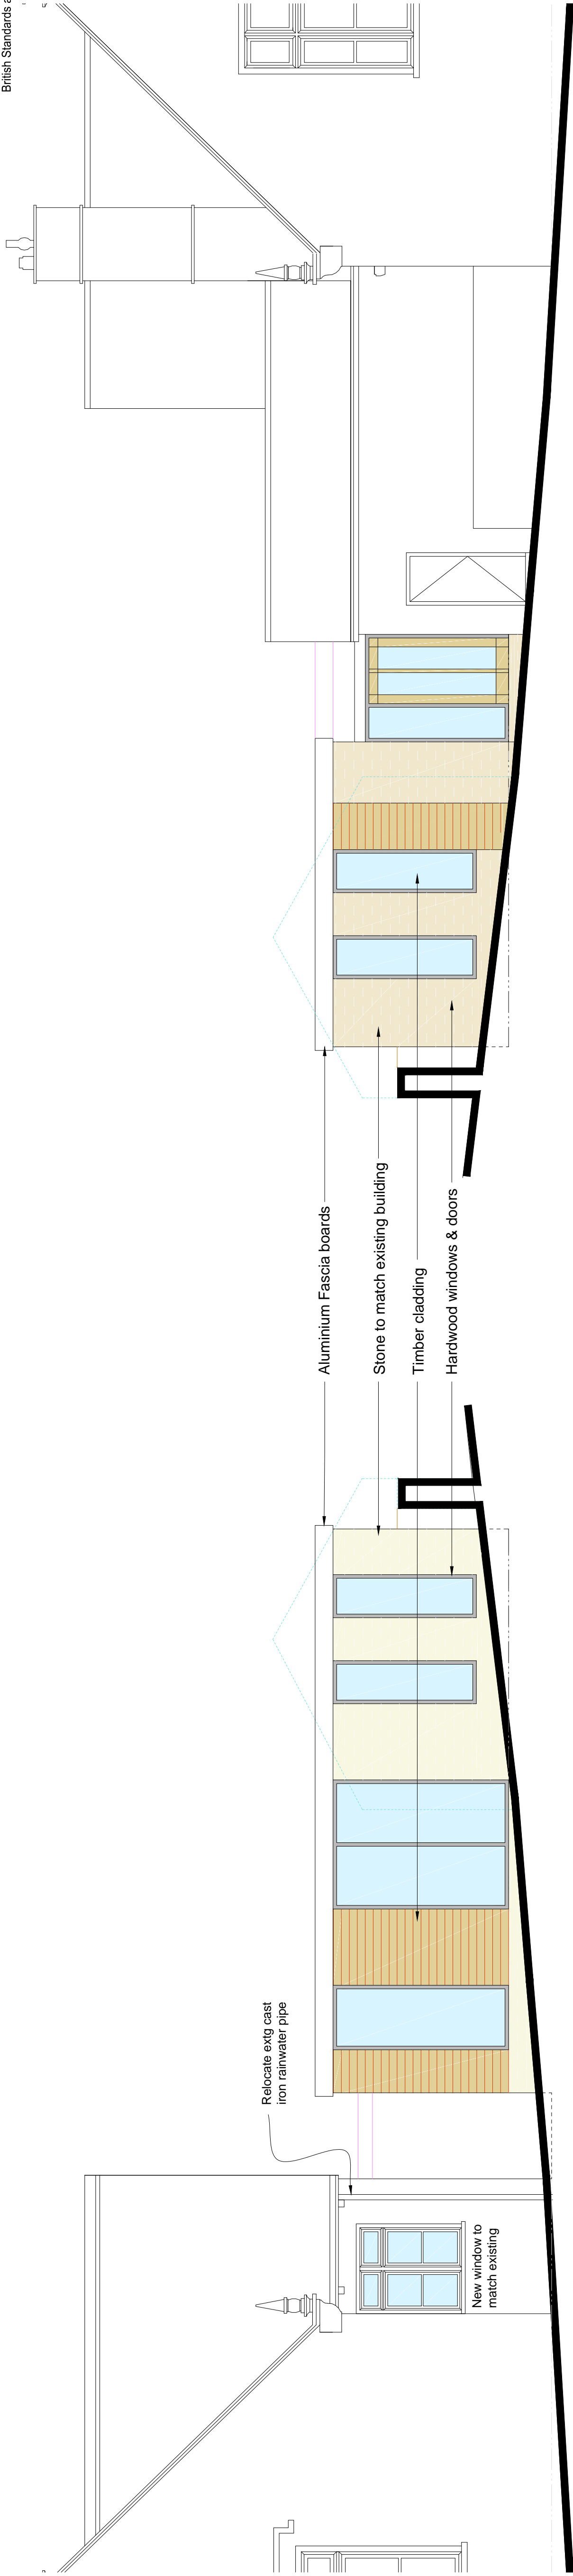 British Standards a
Aluminium Fascia boards
Stone to match existing building
Timber cladding
Hardwood windows & doors
Relocate extg cast
iron rainwater pipe
New window to
match existing